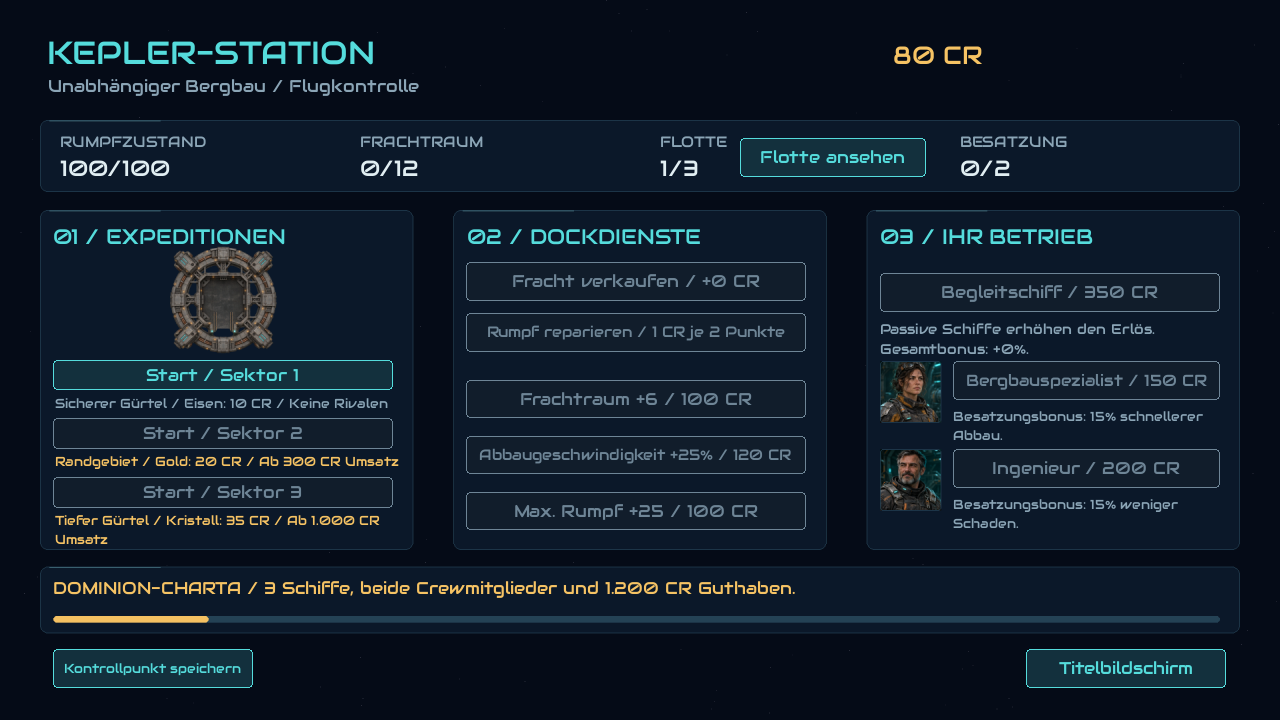 KEPLER-STATION
80 CR
Unabhängiger Bergbau / Flugkontrolle
RUMPFZUSTAND
100/100
FRACHTRAUM
0/12
FLOTTE
1/3
Flotte ansehen
BESATZUNG
0/2
01 / EXPEDITIONEN
Start / Sektor 1
Sicherer Gürtel / Eisen: 10 CR / Keine Rivalen
Start / Sektor 2
Randgebiet / Gold: 20 CR / Ab 300 CR Umsatz
Start / Sektor 3
Tiefer Gürtel / Kristall: 35 CR / Ab 1.000 CR
Umsatz
02 / DOCKDIENSTE
Fracht verkaufen / +0 CR
Rumpf reparieren / 1 CR je 2 Punkte
Frachtraum +6 / 100 CR
Abbaugeschwindigkeit +25% / 120 CR
Max. Rumpf +25 / 100 CR
03 / IHR BETRIEB
Begleitschiff / 350 CR
Passive Schiffe erhöhen den Erlös.
Gesamtbonus: +0%.
Bergbauspezialist / 150 CR
Besatzungsbonus: 15% schnellerer
Abbau.
Ingenieur / 200 CR
Besatzungsbonus: 15% weniger
Schaden.
DOMINION-CHARTA / 3 Schiffe, beide Crewmitglieder und 1.200 CR Guthaben.
Kontrollpunkt speichern
Titelbildschirm